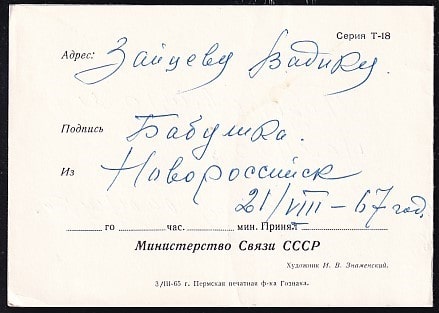 Серия Т-18
Адрес: Зайцеву Вадику
Подпись Бабушка.
Из Новороссийск
21/VIII – 67 год.
го час. мин. Принял
Министерство Связи СССР
Художник И. В. Знаменский.
3/III-65 г. Пермская печатная ф-ка Гознака.